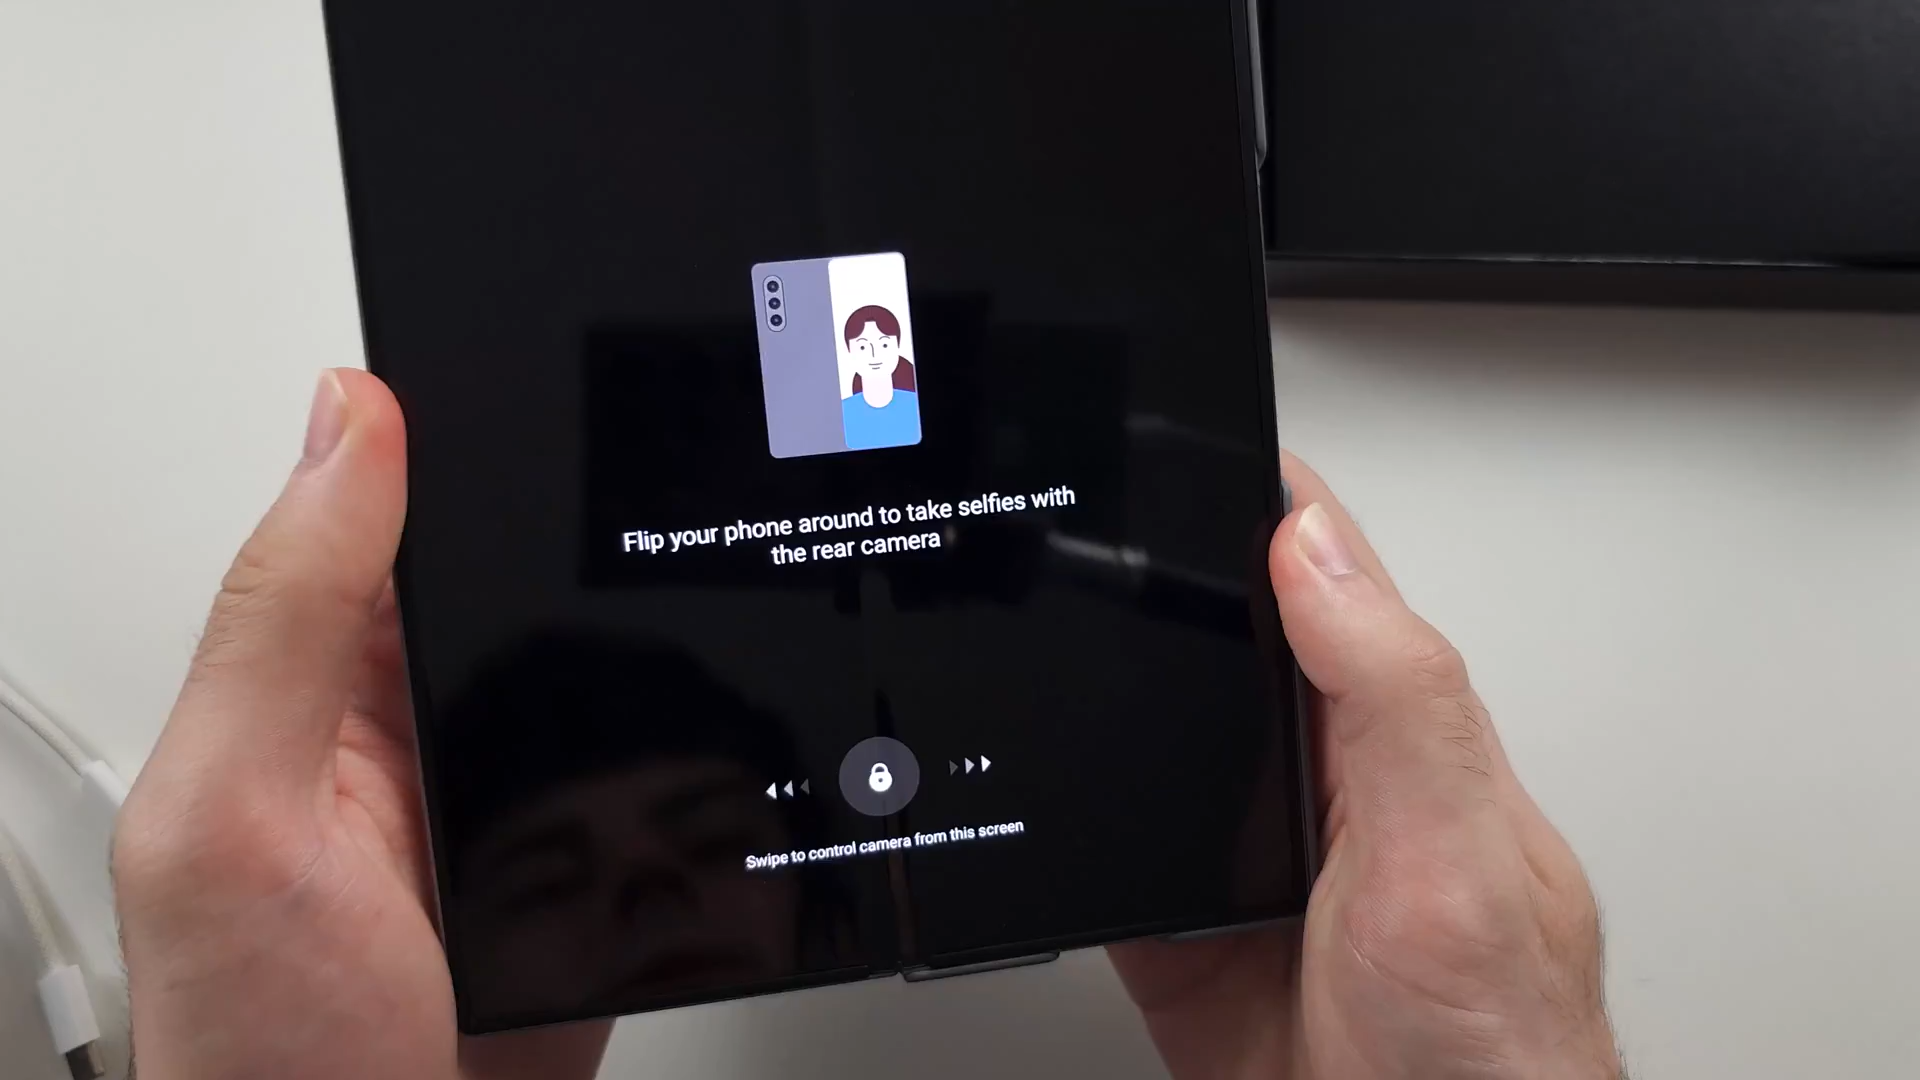 Flip your phone around to take selfies with
the rear camera
Swipe to control camera from this screen